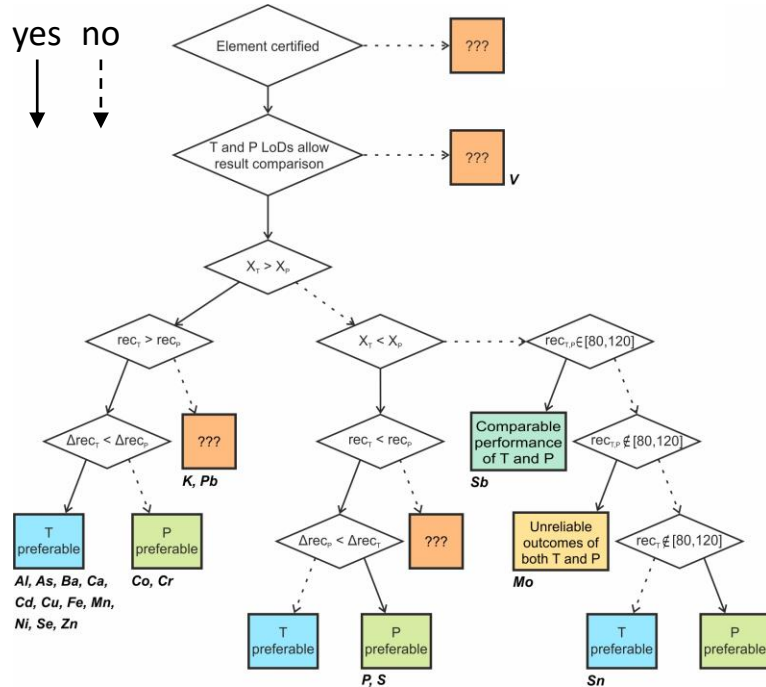 yes no
Element certified
???
T and P LoDs allow
result comparison
???
V
X_T > X_P
rec_T > rec_P
X_T < X_P
rec_T,P ∈ [80,120]
Δrec_T < Δrec_P
???
K, Pb
rec_T < rec_P
Comparable
performance
of T and P
Sb
rec_T,P ∉ [80,120]
T
preferable
Al, As, Ba, Ca,
Cd, Cu, Fe, Mn,
Ni, Se, Zn
P
preferable
Co, Cr
Δrec_P < Δrec_T
???
Unreliable
outcomes of
both T and P
Mo
rec_T ∉ [80,120]
T
preferable
P
preferable
P, S
T
preferable
Sn
P
preferable